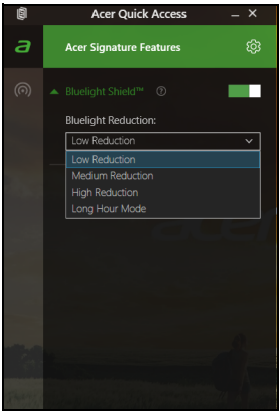 Acer Quick Access
a
Acer Signature Features
Bluelight Shield™ ?
Bluelight Reduction:
Low Reduction
Low Reduction
Medium Reduction
High Reduction
Long Hour Mode
acer